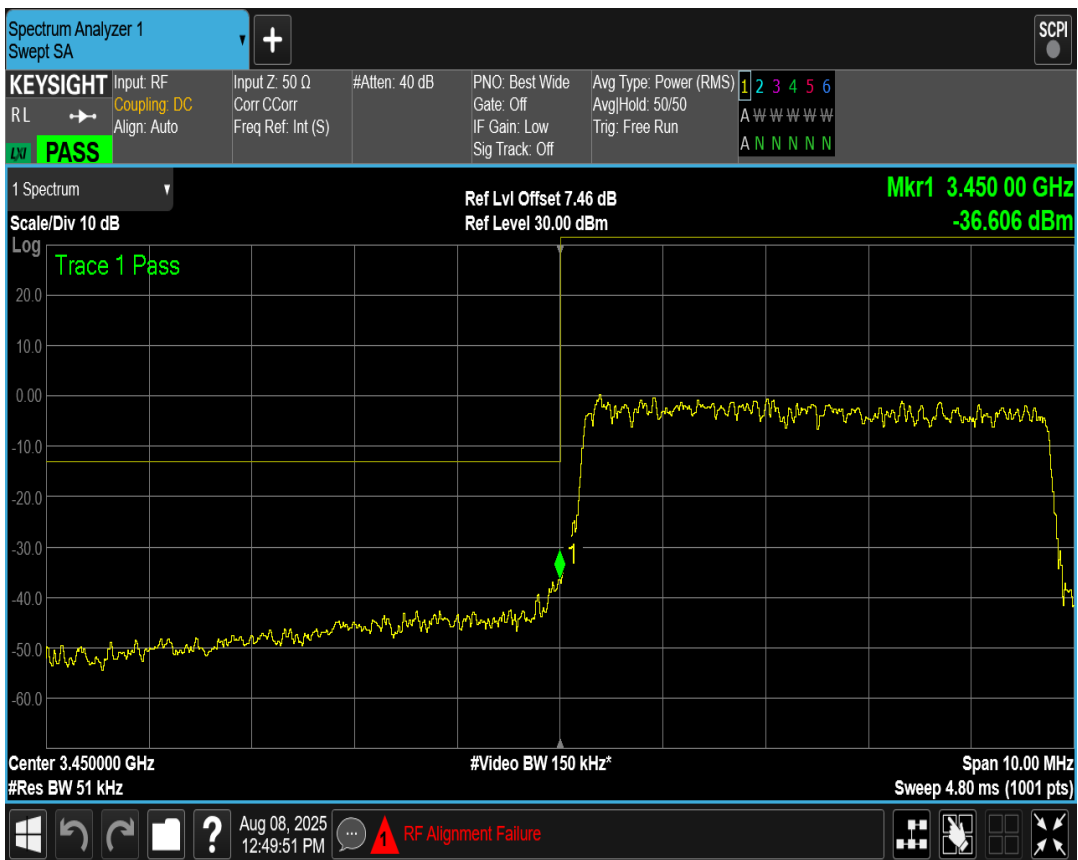 Spectrum Analyzer 1
Swept SA
+
SCPI
KEYSIGHT
RL
LXI PASS
Input: RF
Coupling: DC
Align: Auto
Input Z: 50 Ω
Corr CCorr
Freq Ref: Int (S)
#Atten: 40 dB
PNO: Best Wide
Gate: Off
IF Gain: Low
Sig Track: Off
Avg Type: Power (RMS)
Avg|Hold: 50/50
Trig: Free Run
1 2 3 4 5 6
A W W W W W
A N N N N N
1 Spectrum
Scale/Div 10 dB
Ref Lvl Offset 7.46 dB
Ref Level 30.00 dBm
Mkr1 3.450 00 GHz
-36.606 dBm
Log
Trace 1 Pass
20.0
10.0
0.00
-10.0
-20.0
-30.0
-40.0
-50.0
-60.0
1
Center 3.450000 GHz
#Video BW 150 kHz*
Span 10.00 MHz
#Res BW 51 kHz
Sweep 4.80 ms (1001 pts)
?
Aug 08, 2025
12:49:51 PM
1
RF Alignment Failure